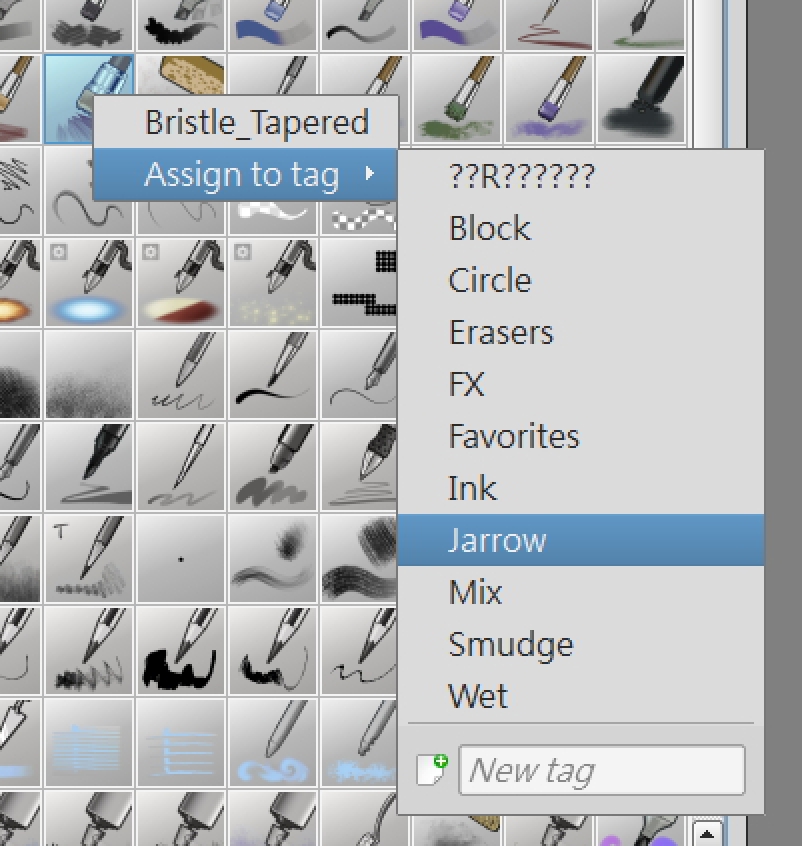 Bristle_Tapered
Assign to tag
??R??????
Block
Circle
Erasers
FX
Favorites
Ink
Jarrow
Mix
Smudge
Wet
New tag
T